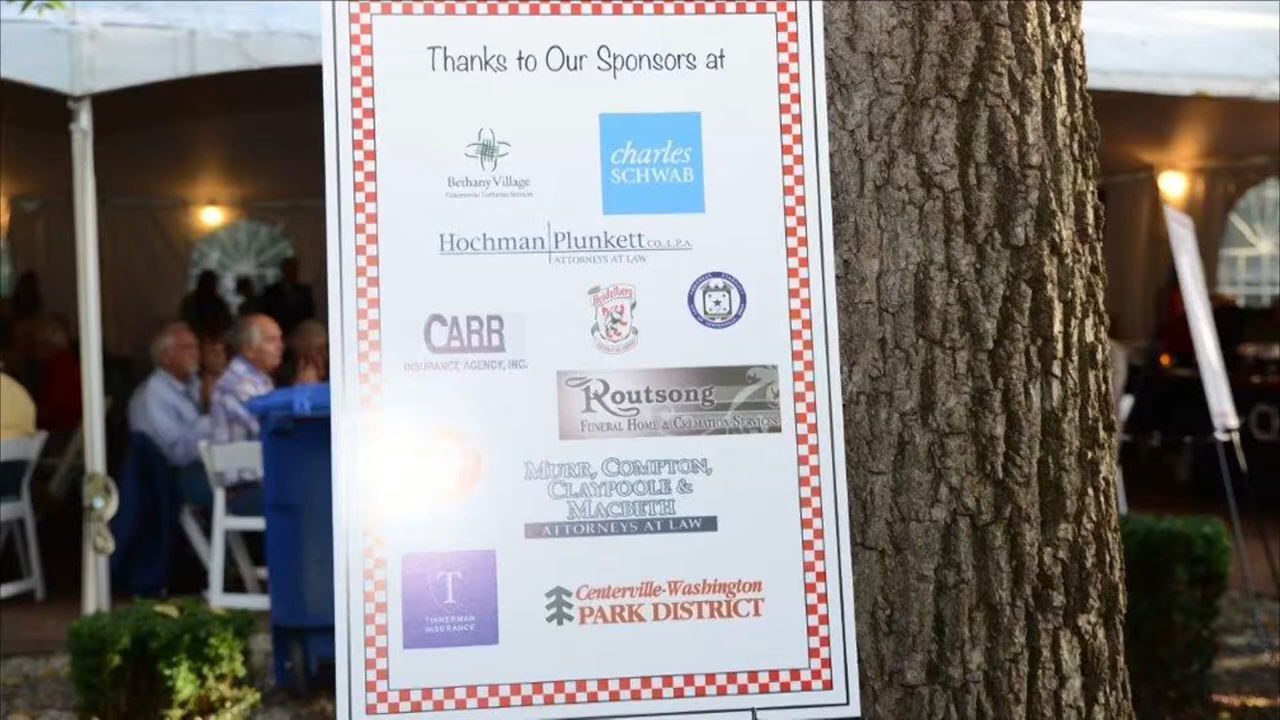 Thanks to Our Sponsors at
Bethany Village
charles
SCHWAB
Hochman Plunkett CO., L.P.A.
ATTORNEYS AT LAW
Heidelberg
CARR
INSURANCE AGENCY, INC.
Routsong
FUNERAL HOME & CREMATION SERVICES
MURR, COMPTON,
CLAYPOOLE &
MACBETH
ATTORNEYS AT LAW
T
TINNERMAN
INSURANCE
Centerville-Washington
PARK DISTRICT